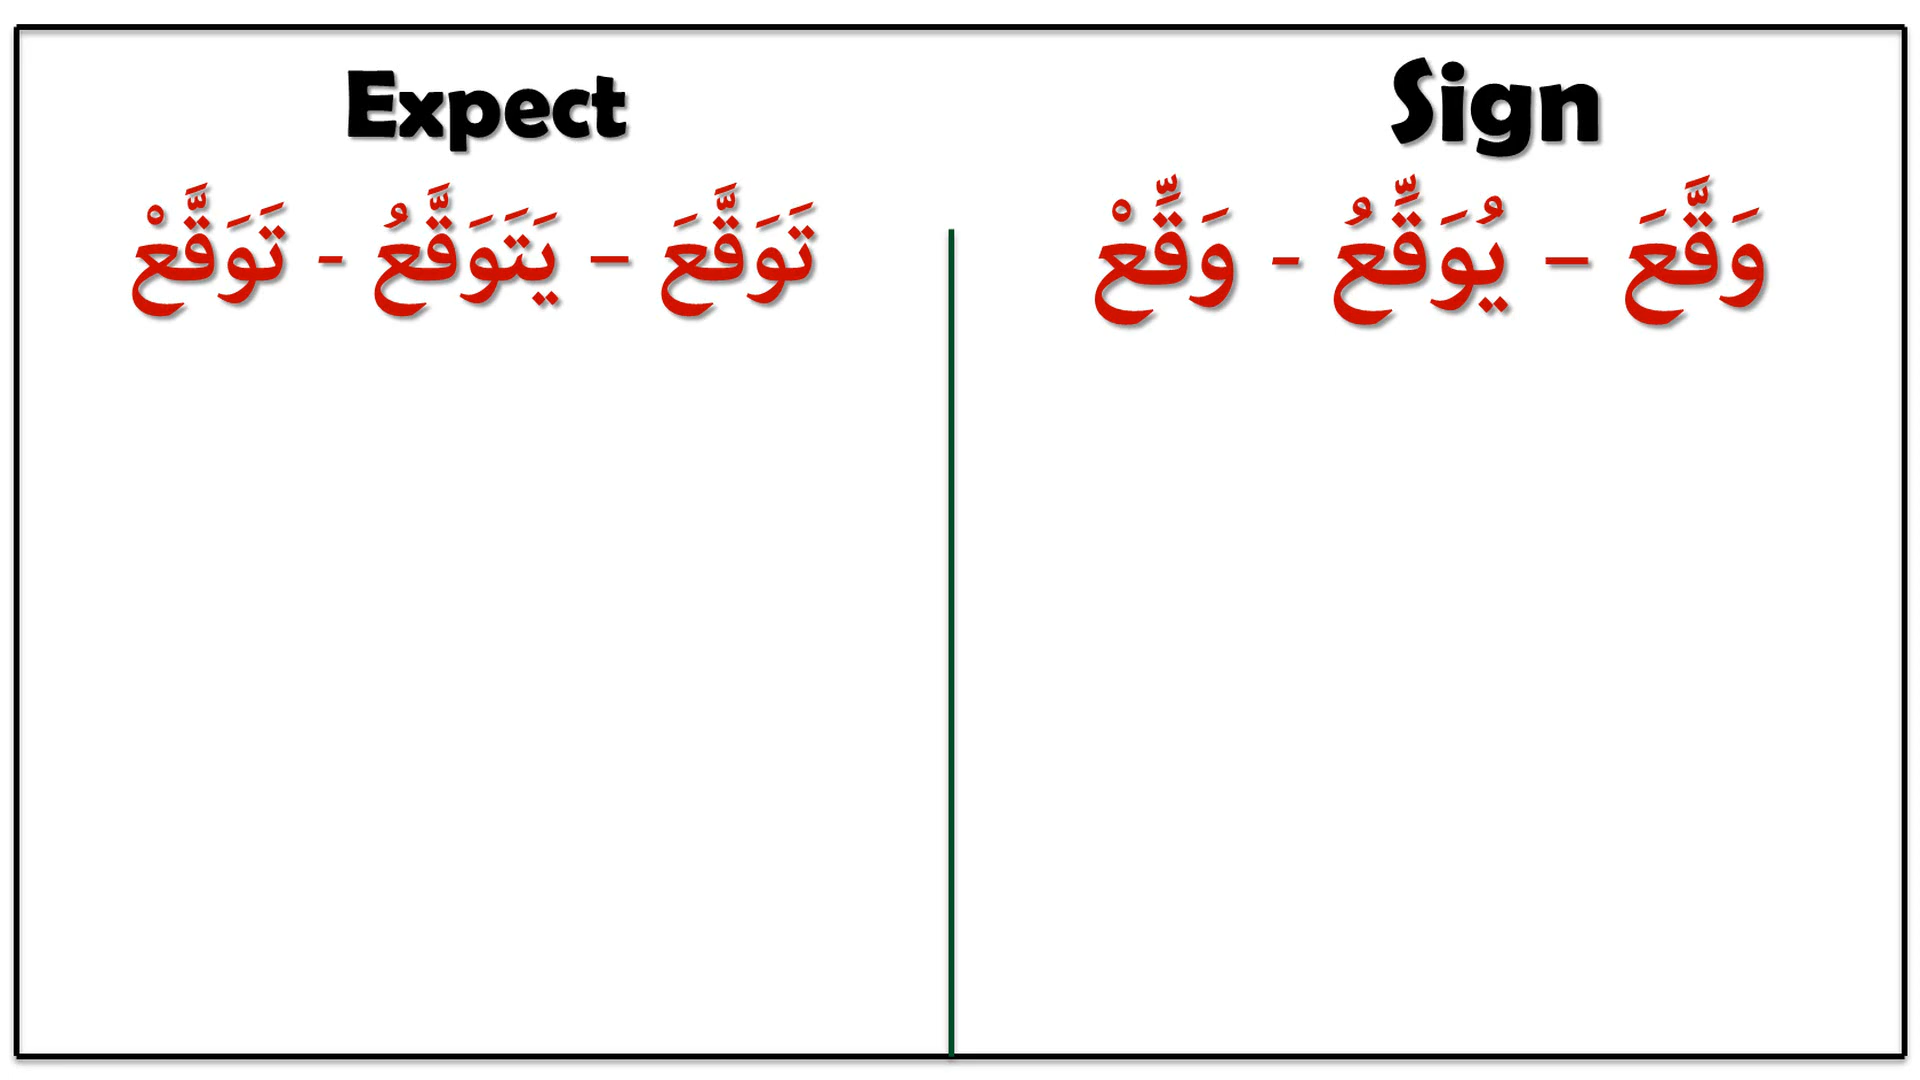 Expect
تَوَقَّعَ – يَتَوَقَّعُ - تَوَقَّعْ
Sign
وَقَّعَ – يُوَقِّعُ - وَقِّعْ